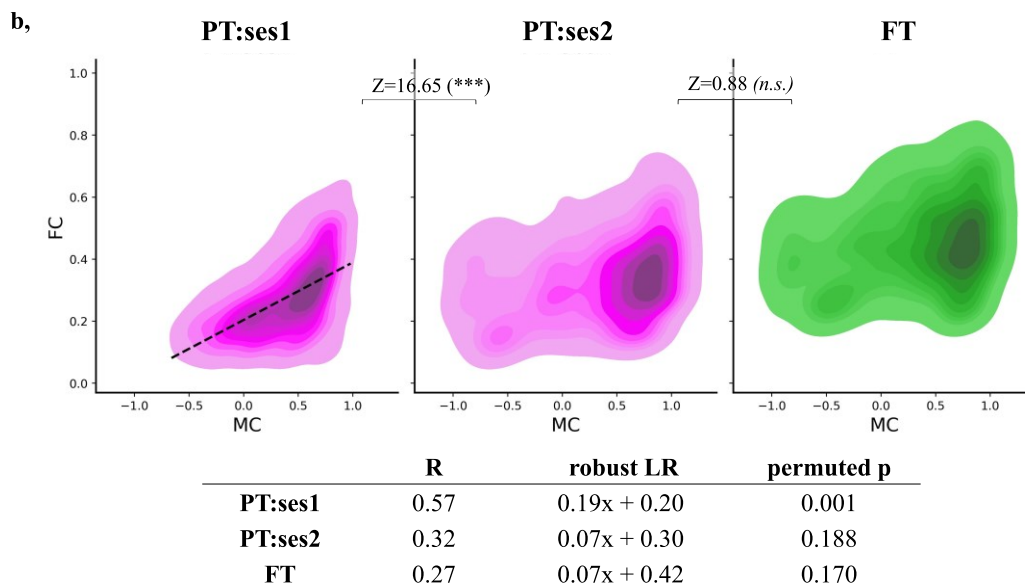 b,
PT:ses1 PT:ses2 FT
Z=16.65 (***) Z=0.88 (n.s.)
1.0
0.8
0.6
0.4
0.2
0.0
FC
−1.0 −0.5 0.0 0.5 1.0 −1.0 −0.5 0.0 0.5 1.0 −1.0 −0.5 0.0 0.5 1.0
MC MC MC
R robust LR permuted p
PT:ses1 0.57 0.19x + 0.20 0.001
PT:ses2 0.32 0.07x + 0.30 0.188
FT 0.27 0.07x + 0.42 0.170